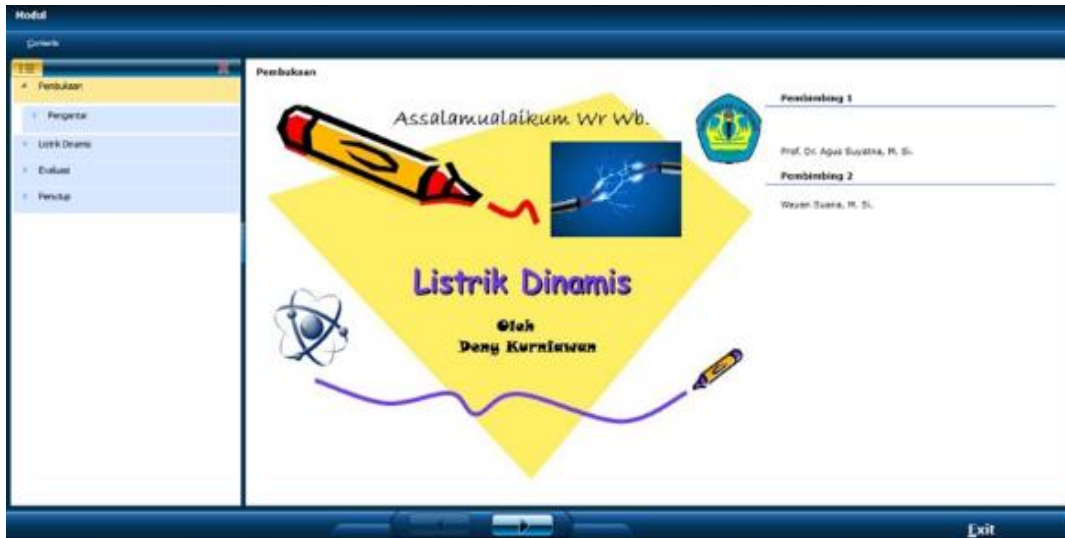 Modul
Contents
Pembukaan
Pengantar
Listrik Dinamis
Evaluasi
Penutup
Pembukaan
Assalamualaikum Wr Wb.
Listrik Dinamis
Oleh
Deny Kurniawan
Pembimbing 1
Prof. Dr. Agus Suyatna, M. Si.
Pembimbing 2
Wayan Suana, M. Si.
Exit